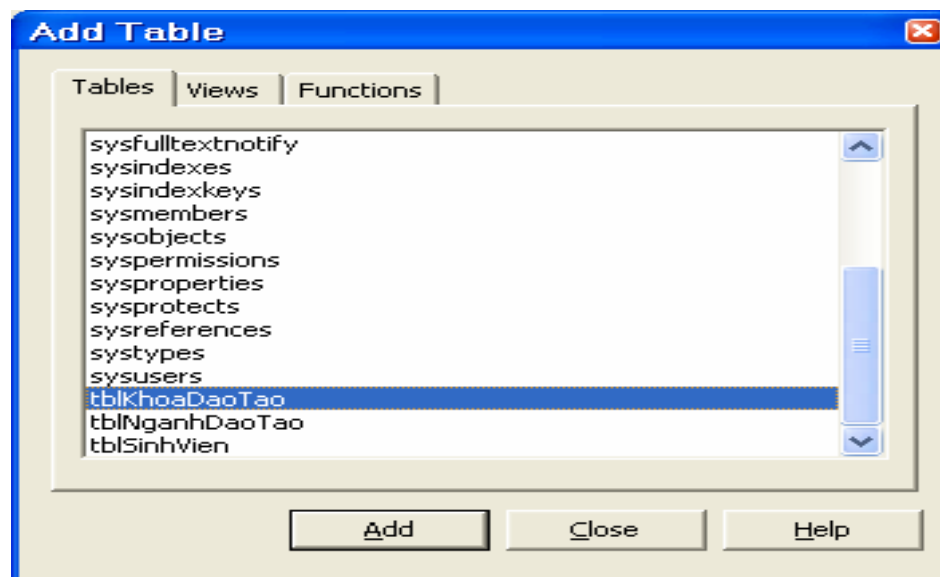 Add Table
Tables Views Functions
sysfulltextnotify
sysindexes
sysindexkeys
sysmembers
sysobjects
syspermissions
sysproperties
sysprotects
sysreferences
systypes
sysusers
tblKhoaDaoTao
tblNganhDaoTao
tblSinhVien
Add Close Help